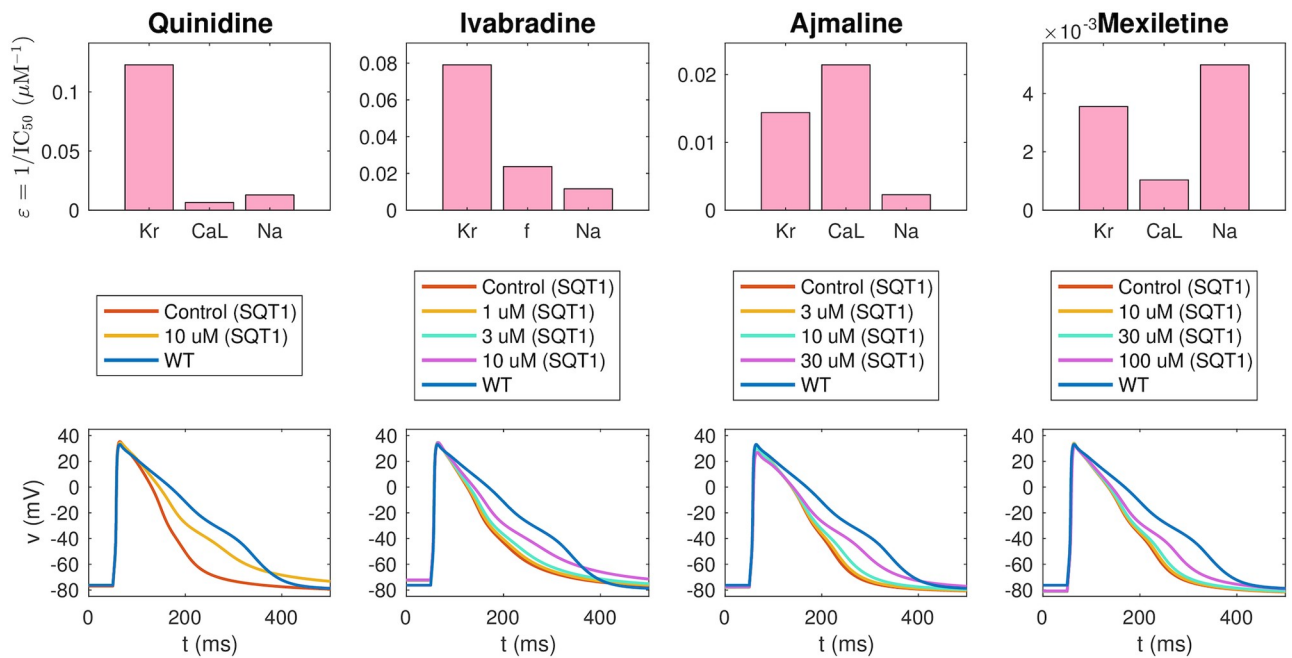 Quinidine
Ivabradine
Ajmaline
Mexiletine
ε = 1/IC50 (μM−1)
0.1
0.05
0
Kr CaL Na
0.08
0.06
0.04
0.02
0
Kr f Na
0.02
0.01
0
Kr CaL Na
×10-3
4
2
0
Kr CaL Na
Control (SQT1)
10 uM (SQT1)
WT
Control (SQT1)
1 uM (SQT1)
3 uM (SQT1)
10 uM (SQT1)
WT
Control (SQT1)
3 uM (SQT1)
10 uM (SQT1)
30 uM (SQT1)
WT
Control (SQT1)
10 uM (SQT1)
30 uM (SQT1)
100 uM (SQT1)
WT
v (mV)
40
20
0
-20
-40
-60
-80
0 200 400
t (ms)
40
20
0
-20
-40
-60
-80
0 200 400
t (ms)
40
20
0
-20
-40
-60
-80
0 200 400
t (ms)
40
20
0
-20
-40
-60
-80
0 200 400
t (ms)